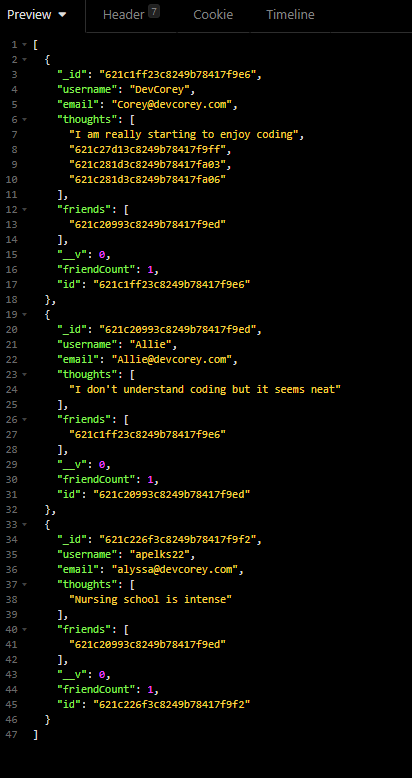 Preview Header 7 Cookie Timeline
1 [
2 {
3 "_id": "621c1ff23c8249b78417f9e6",
4 "username": "DevCorey",
5 "email": "Corey@devcorey.com",
6 "thoughts": [
7 "I am really starting to enjoy coding",
8 "621c27d13c8249b78417f9ff",
9 "621c281d3c8249b78417fa03",
10 "621c281d3c8249b78417fa06"
11 ],
12 "friends": [
13 "621c20993c8249b78417f9ed"
14 ],
15 "__v": 0,
16 "friendCount": 1,
17 "id": "621c1ff23c8249b78417f9e6"
18 },
19 {
20 "_id": "621c20993c8249b78417f9ed",
21 "username": "Allie",
22 "email": "Allie@devcorey.com",
23 "thoughts": [
24 "I don't understand coding but it seems neat"
25 ],
26 "friends": [
27 "621c1ff23c8249b78417f9e6"
28 ],
29 "__v": 0,
30 "friendCount": 1,
31 "id": "621c20993c8249b78417f9ed"
32 },
33 {
34 "_id": "621c226f3c8249b78417f9f2",
35 "username": "apelks22",
36 "email": "alyssa@devcorey.com",
37 "thoughts": [
38 "Nursing school is intense"
39 ],
40 "friends": [
41 "621c20993c8249b78417f9ed"
42 ],
43 "__v": 0,
44 "friendCount": 1,
45 "id": "621c226f3c8249b78417f9f2"
46 }
47 ]